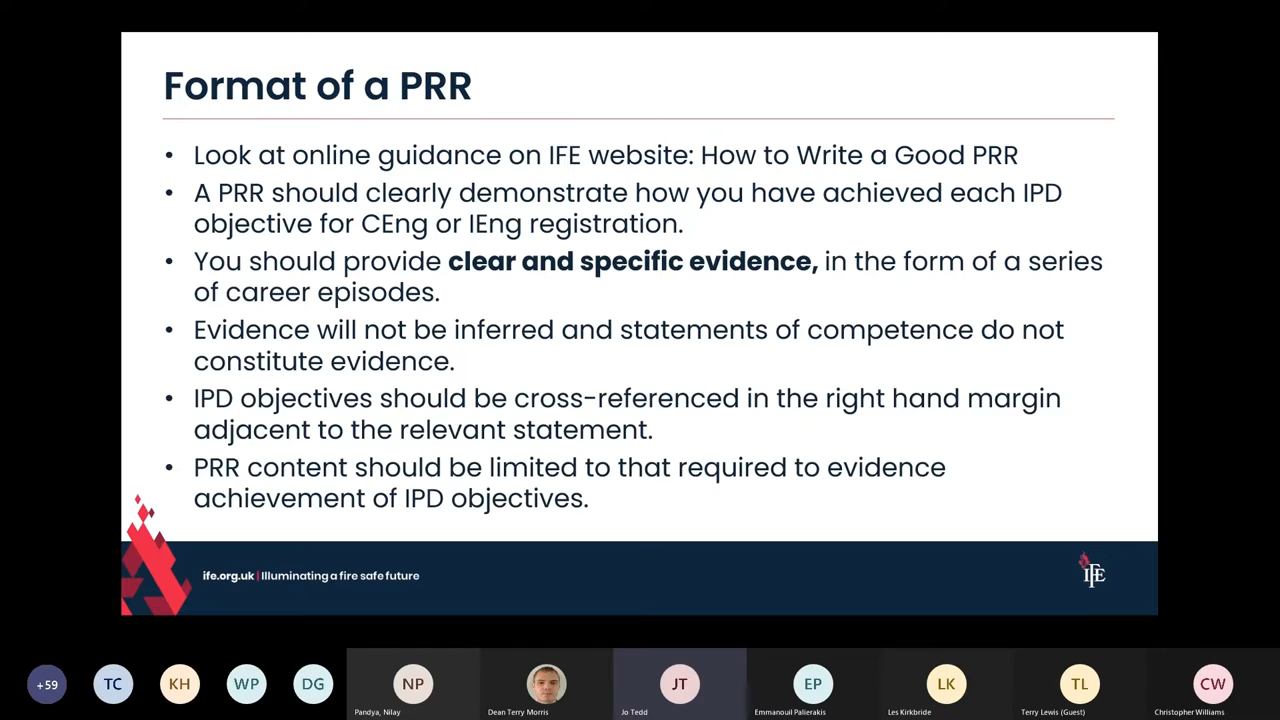 Format of a PRR
• Look at online guidance on IFE website: How to Write a Good PRR
• A PRR should clearly demonstrate how you have achieved each IPD
objective for CEng or IEng registration.
• You should provide clear and specific evidence, in the form of a series
of career episodes.
• Evidence will not be inferred and statements of competence do not
constitute evidence.
• IPD objectives should be cross-referenced in the right hand margin
adjacent to the relevant statement.
• PRR content should be limited to that required to evidence
achievement of IPD objectives.
ife.org.uk | Illuminating a fire safe future
IFE
+59 TC KH WP DG NP JT EP LK TL CW
Pandya, Nilay Dean Terry Morris Jo Tedd Emmanouil Palierakis Les Kirkbride Terry Lewis (Guest) Christopher Williams